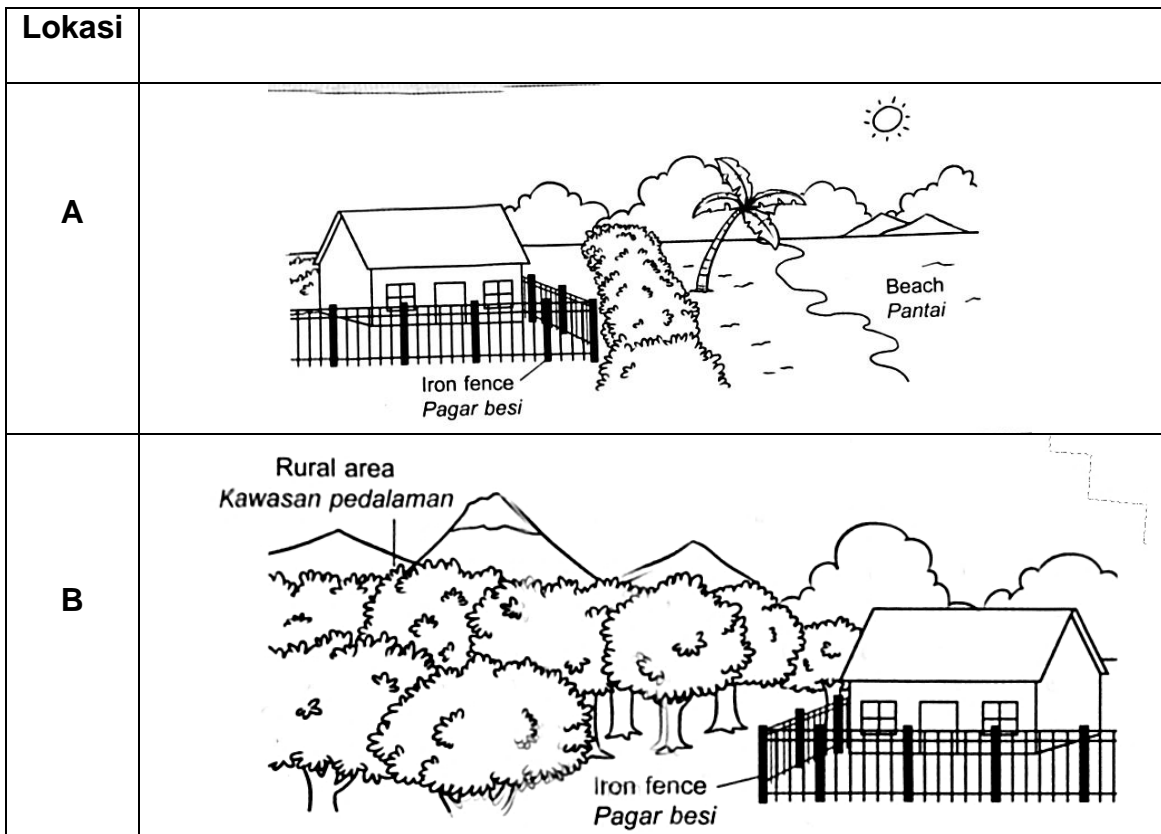 Lokasi
A
Beach
Pantai
Iron fence
Pagar besi
Rural area
Kawasan pedalaman
B
Iron fence
Pagar besi